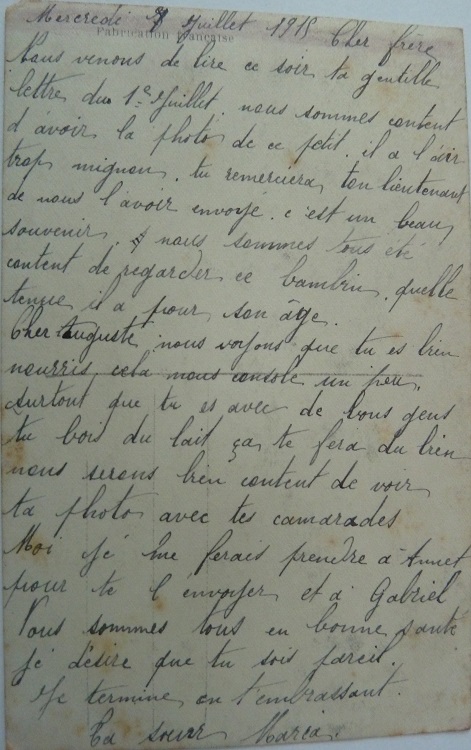 Mercredi Juillet 1918
Fabrication Française
Cher frère
Nous venons de lire ce soir ta gentille
lettre du 1er Juillet nous sommes content
d'avoir la photo de ce petit. il a l'air
trop mignon. tu remerciera ton lieutenant
de nous l'avoir envoyé. c'est un beau
souvenir. nous sommes tous été
content de regarder ce bambin. quelle
tenue il a pour son âge.
Cher Auguste nous voyons que tu es bien
nourris, cela nous console un peu.
surtout que tu es avec de bons gens
tu bois du lait ça te fera du bien
nous serons bien content de voir
ta photo avec tes camarades
Moi je me ferais prendre à Annet
pour te l'envoyer et à Gabriel
Nous sommes tous en bonne santé
je désire que tu sois pareil.
Je termine en t'embrassant.
Ta soeur Maria.